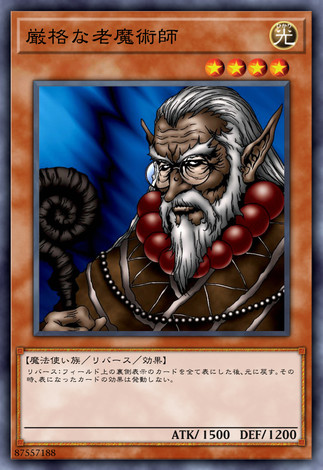 厳格な老魔術師
光
【魔法使い族／リバース／効果】
リバース：フィールド上の裏側表示のカードを全て表にした後、元に戻す。その
時、表になったカードの効果は発動しない。
ATK/1500 DEF/1200
87557188